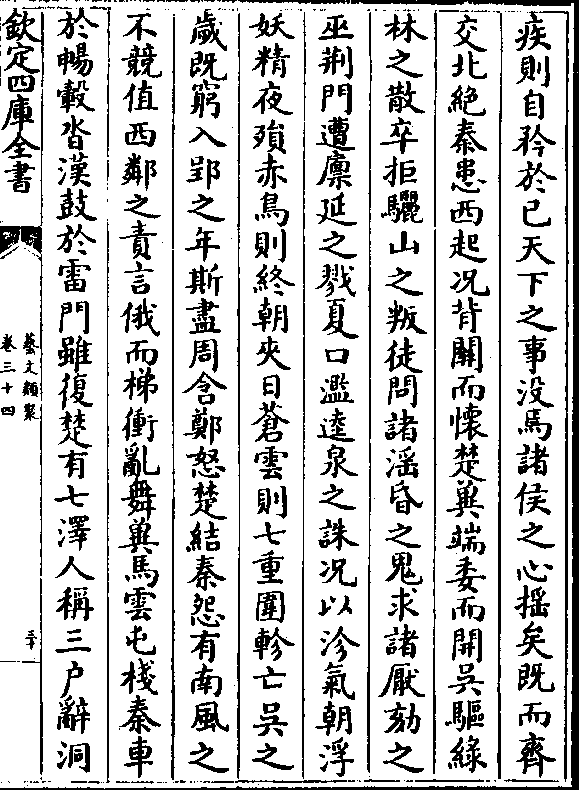 疾則自矜於已天下之事没焉諸侯之心揺矣既而齊
交北絶秦患西起况背關而懐楚異端委而開吳驅緑
林之散卒拒驪山之叛徒問諸滛昏之鬼求諸厭劾之
巫荆門遭廪延之戮夏口濫逵泉之誅况以沴氣朝浮
妖精夜殞赤鳥則終朝夾日蒼雲則七重圍軫亡吳之
歳既窮入郢之年斯盡周含鄭怒楚結秦怨有南風之
不競值西鄰之責言俄而梯衝亂舞兾馬雲屯棧秦車
於暢轂沓漢鼓於雷門雖復楚有七澤人稱三户辭洞
欽定四庫全書
藝文類聚
卷三十四
三十